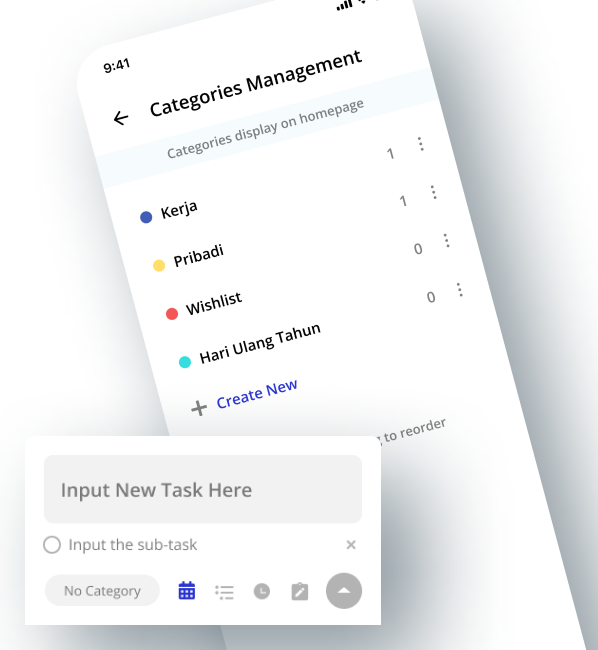 9:41
Categories Management
Categories display on homepage
Kerja 1
Pribadi 1
Wishlist 0
Hari Ulang Tahun 0
Create New
to reorder
Input New Task Here
Input the sub-task
No Category